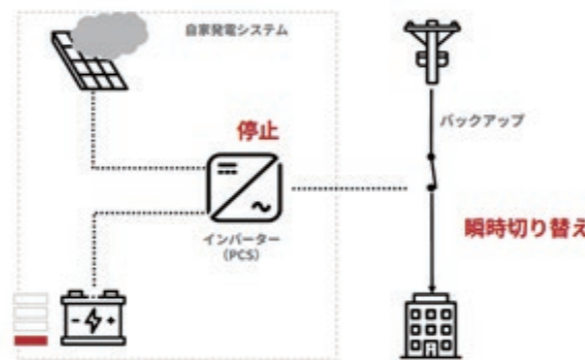 自家発電システム
停止
バックアップ
インバーター
(PCS)
瞬時切り替え